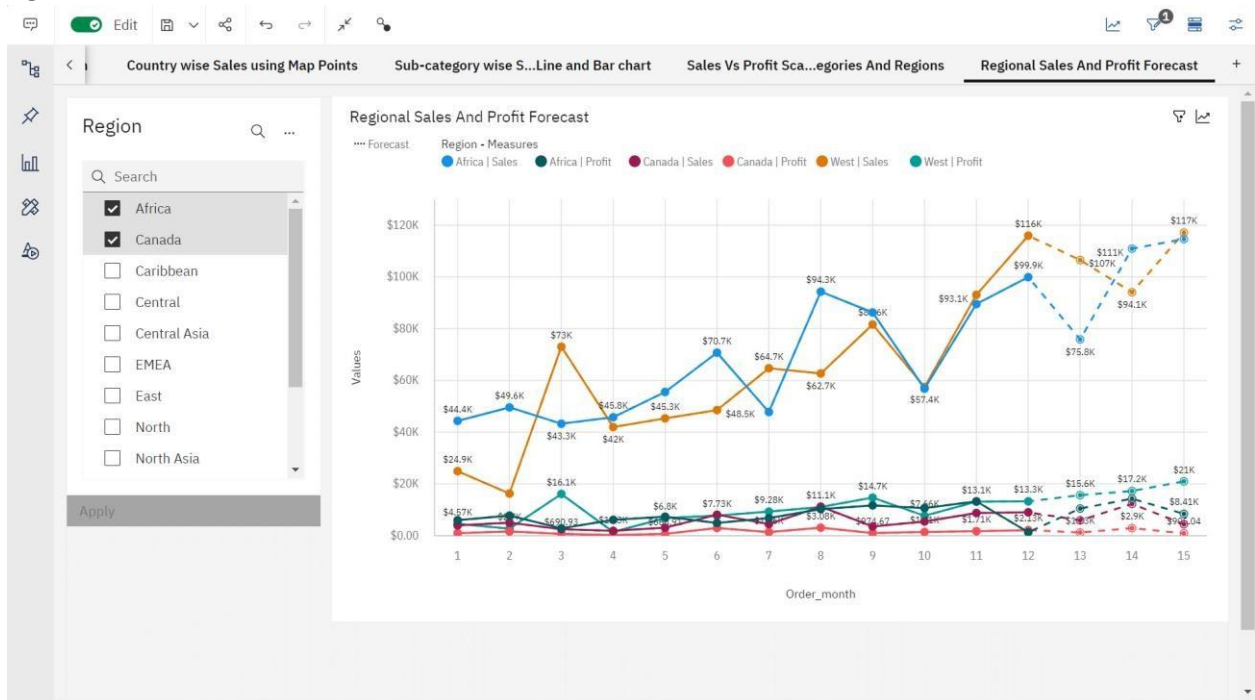 Edit
1
Country wise Sales using Map Points
Sub-category wise S...Line and Bar chart
Sales Vs Profit Sca...egories And Regions
Regional Sales And Profit Forecast
+
Region
...
Search
Africa
Canada
Caribbean
Central
Central Asia
EMEA
East
North
North Asia
Apply
Regional Sales And Profit Forecast
Forecast
Region - Measures
Africa | Sales
Africa | Profit
Canada | Sales
Canada | Profit
West | Sales
West | Profit
Values
$120K
$100K
$80K
$60K
$40K
$20K
$0.00
$44.4K
$49.6K
$43.3K
$45.8K
$70.7K
$94.3K
$99.9K
$75.8K
$111K
$24.9K
$73K
$42K
$45.3K
$48.5K
$64.7K
$62.7K
$57.4K
$93.1K
$116K
$107K
$94.1K
$117K
$4.57K
$16.1K
$690.93
$6.8K
$7.73K
$9.28K
$11.1K
$3.08K
$14.7K
$13.1K
$1.71K
$13.3K
$2.13K
$15.6K
$17.2K
$2.9K
$21K
$8.41K
1 2 3 4 5 6 7 8 9 10 11 12 13 14 15
Order_month